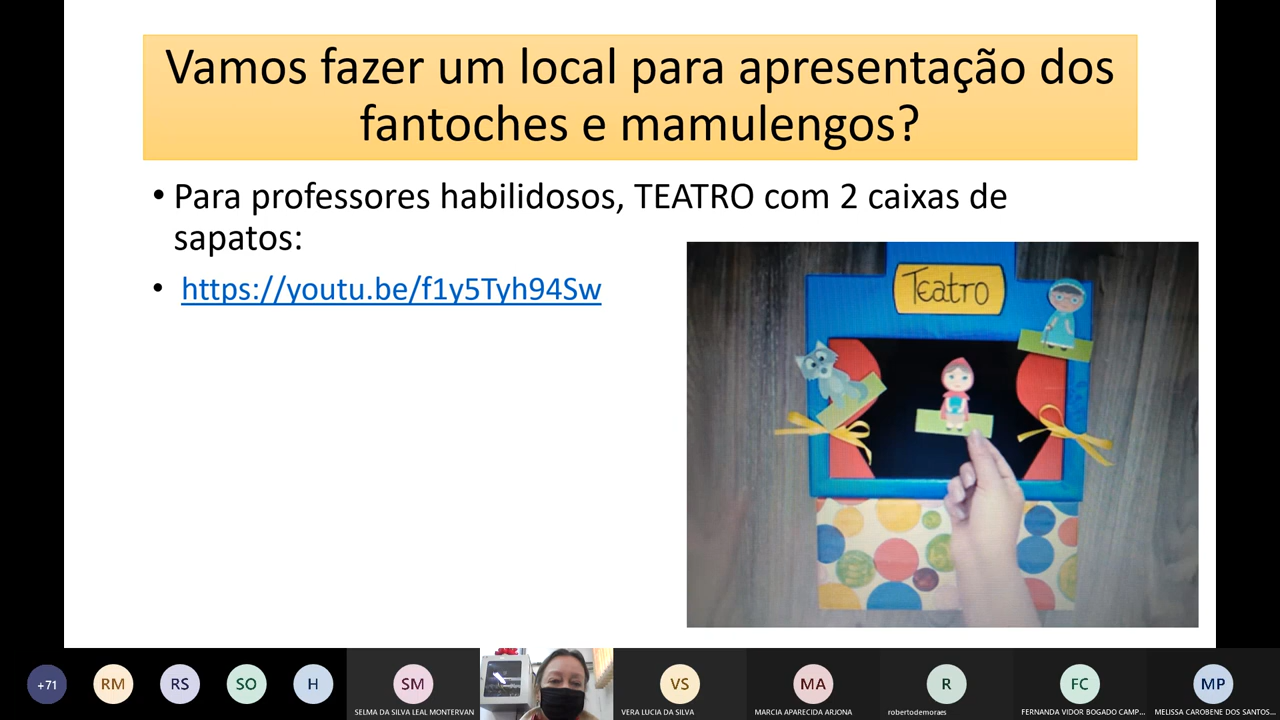 Vamos fazer um local para apresentação dos
fantoches e mamulengos?
• Para professores habilidosos, TEATRO com 2 caixas de
sapatos:
• https://youtu.be/f1y5Tyh94Sw
Teatro
+71
RM
RS
SO
H
SM
VS
MA
R
FC
MP
SELMA DA SILVA LEAL MONTERVAN
VERA LUCIA DA SILVA
MARCIA APARECIDA ARJONA
robertodemoraes
FERNANDA VIDOR BOGADO CAMP...
MELISSA CAROBENE DOS SANTOS...